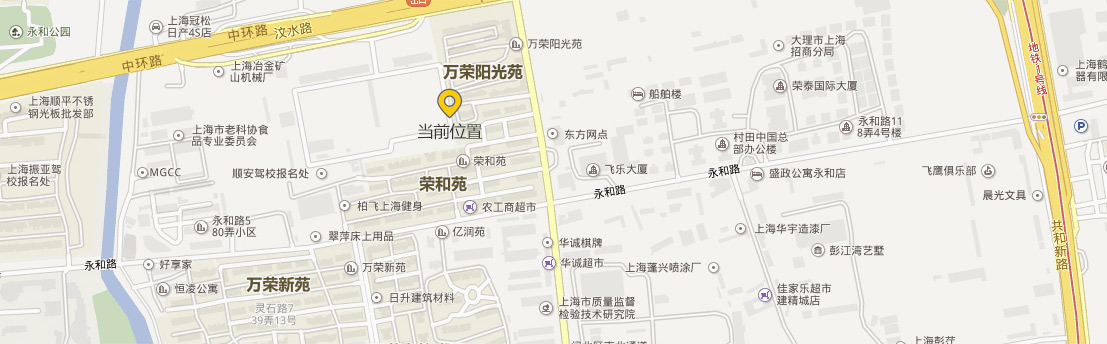 出口
永和公园
上海冠松
日产4S店
中环路
汶水路
万荣阳光苑
大理市上海
招商分局
地铁1号线
中环路
上海冶金矿
山机械厂
万荣阳光苑
荣泰国际大厦
上海鹤
器有限
上海顺平不锈
钢光板批发部
当前位置
船舶楼
永和路11
8弄4号楼
上海市老科协食
品专业委员会
东方网点
村田中国总
部办公楼
上海振亚驾
校报名处
MGCC
顺安驾校报名处
荣和苑
飞乐大厦
永和路
盛政公寓永和店
飞鹰俱乐部
荣和苑
永和路
晨光文具
柏飞上海健身
农工商超市
永和路5
80弄小区
翠萍床上用品
亿润苑
华诚棋牌
上海华宇造漆厂
共和新路
彭江湾艺墅
永和路
好享家
万荣新苑
华诚超市
上海蓬兴喷涂厂
恒凌公寓
万荣新苑
日升建筑材料
佳家乐超市
建精城店
灵石路7
39弄13号
上海市质量监督
检验技术研究院
P